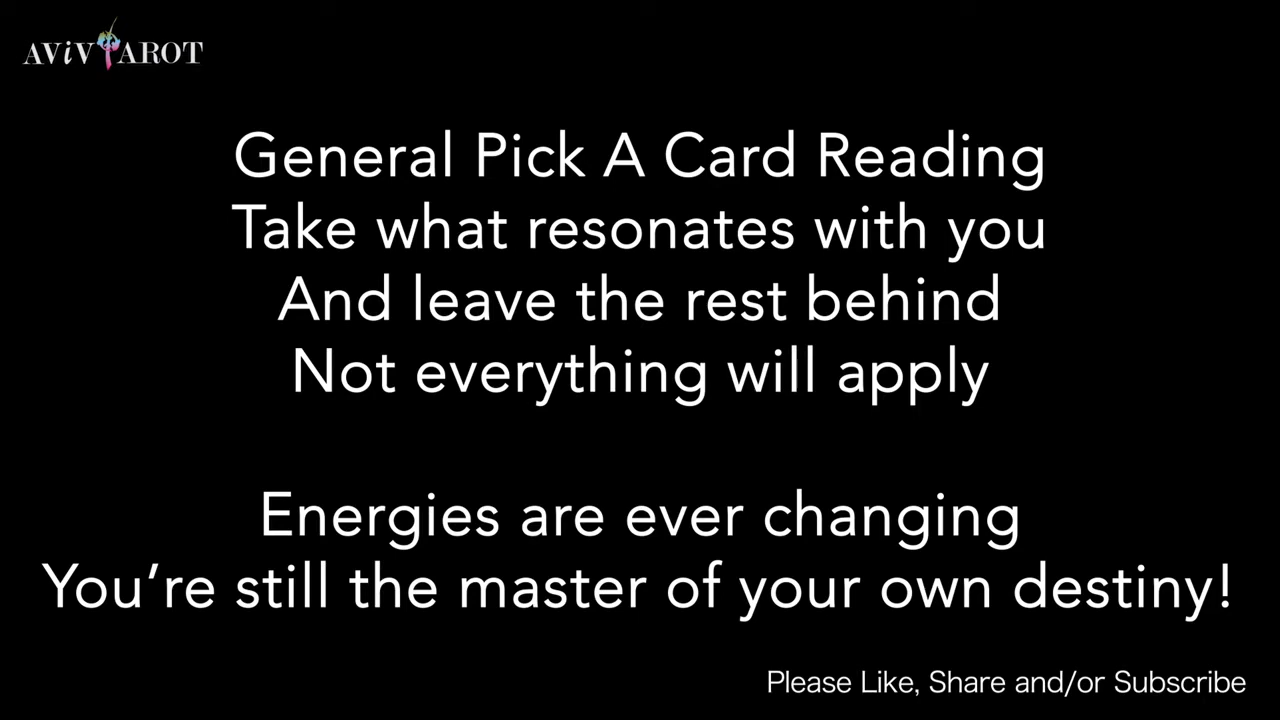 AViV TAROT
General Pick A Card Reading
Take what resonates with you
And leave the rest behind
Not everything will apply
Energies are ever changing
You’re still the master of your own destiny!
Please Like, Share and/or Subscribe